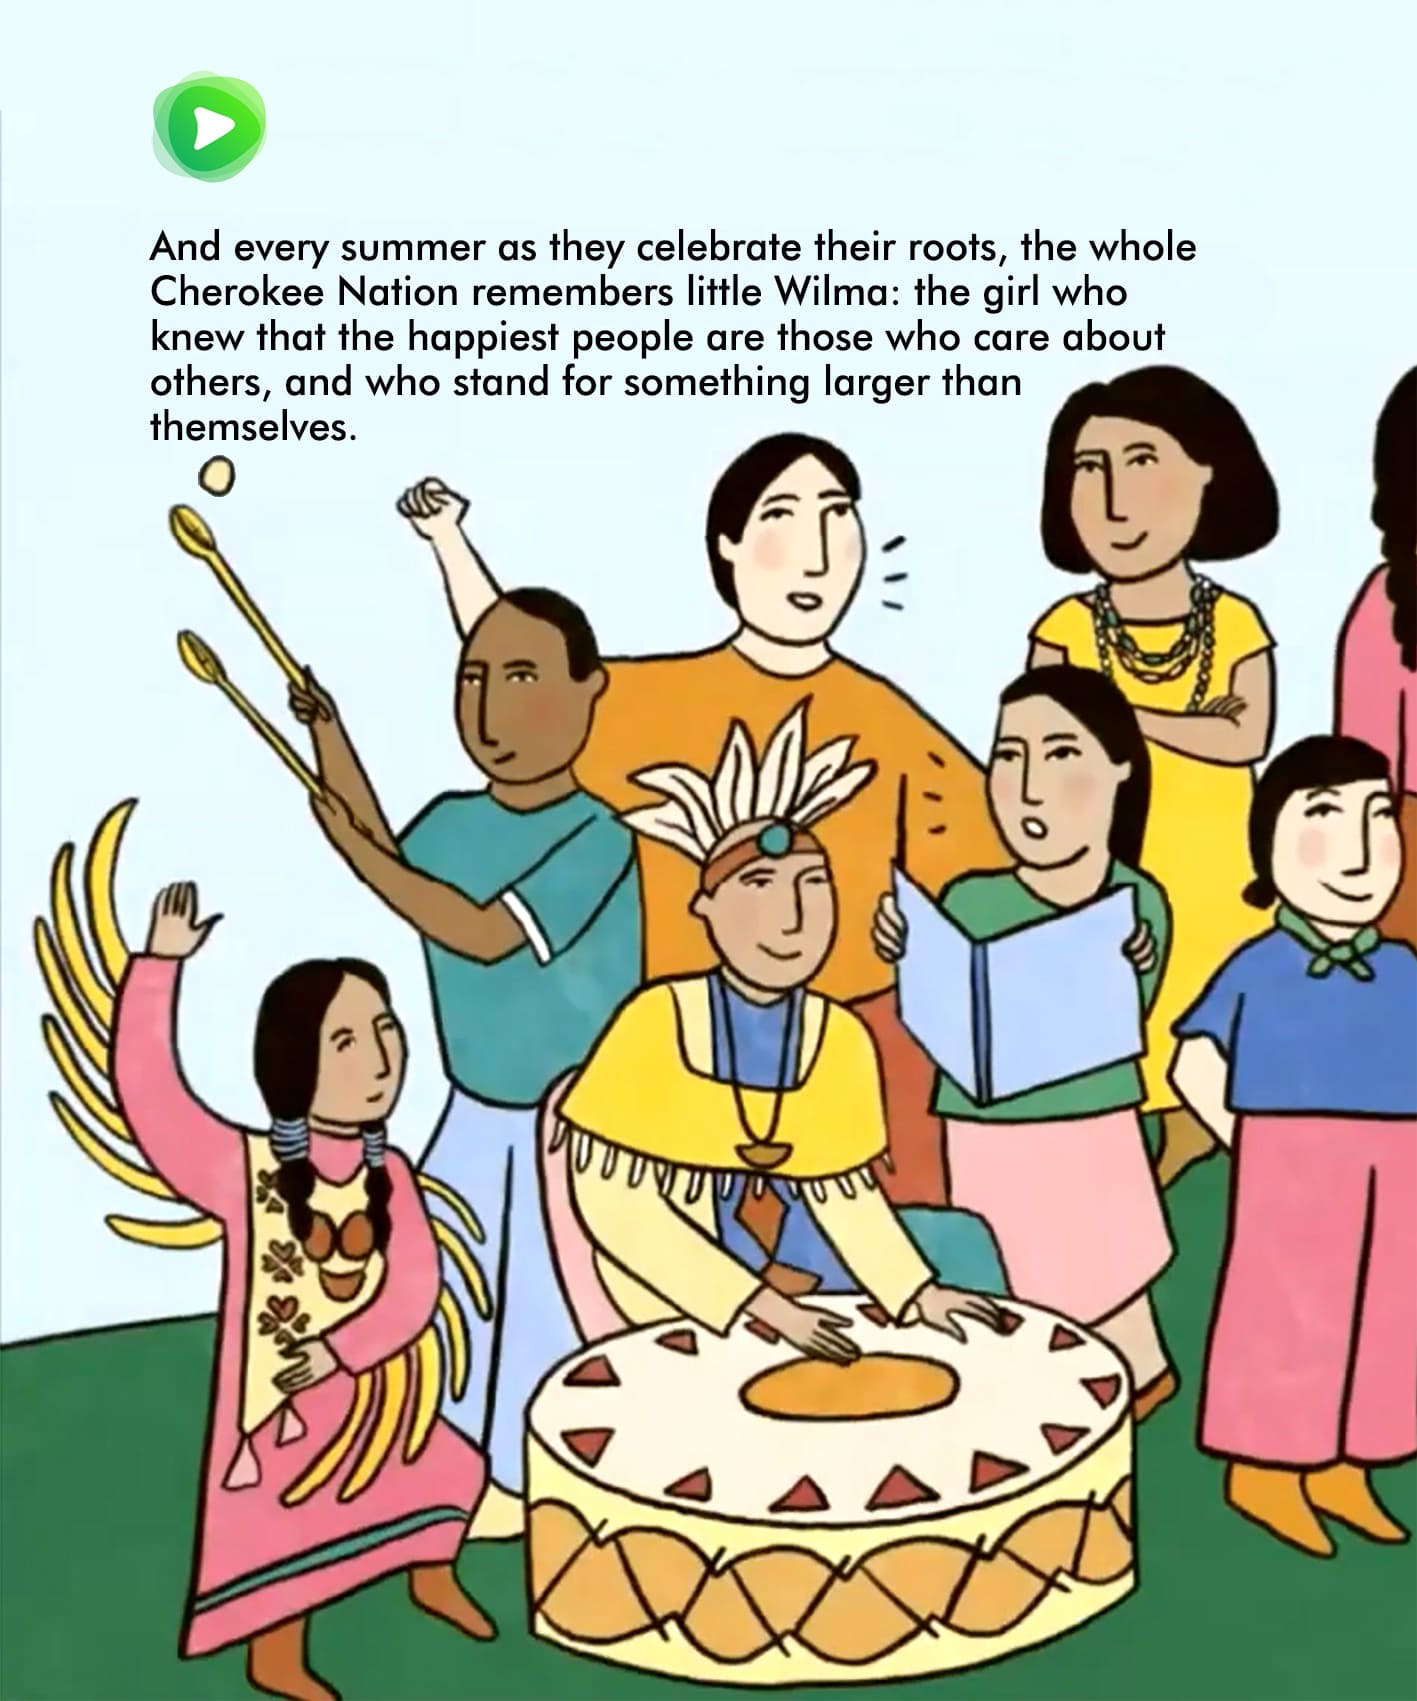 And every summer as they celebrate their roots, the whole
Cherokee Nation remembers little Wilma: the girl who
knew that the happiest people are those who care about
others, and who stand for something larger than
themselves.